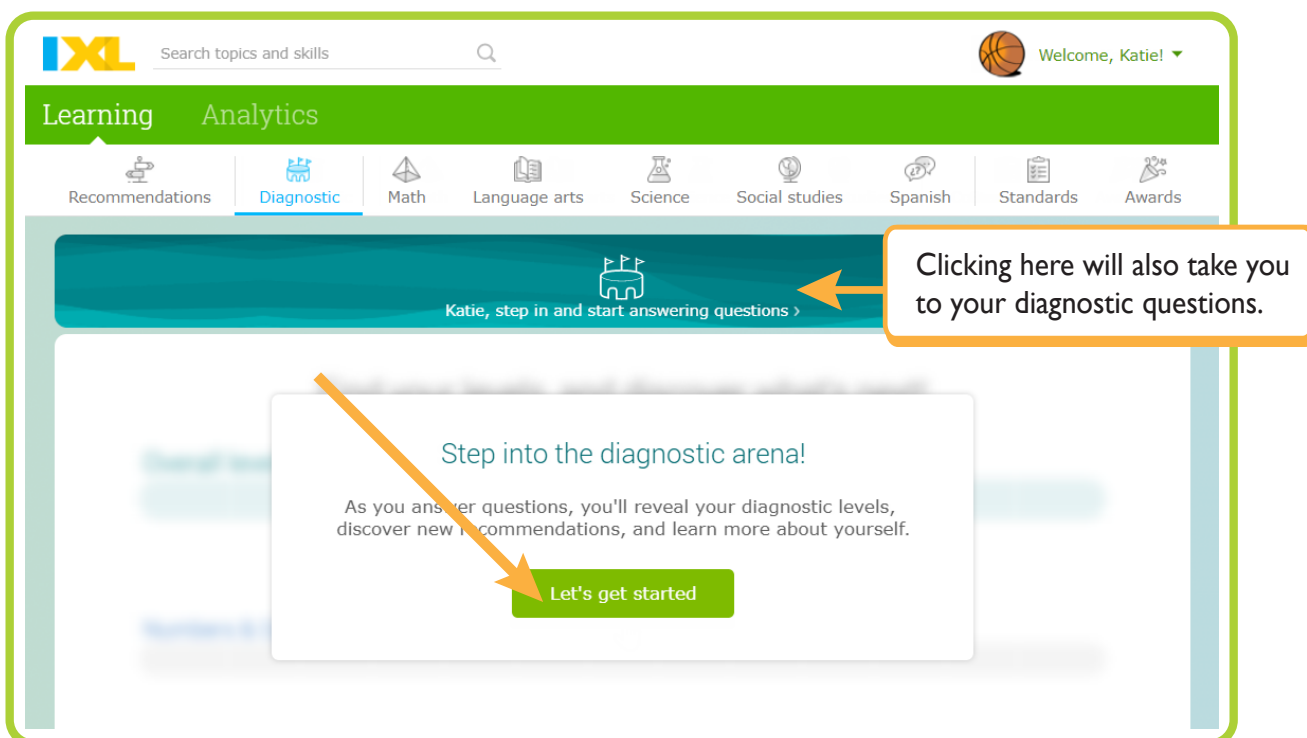 IXL
Search topics and skills
Welcome, Katie!
Learning
Analytics
Recommendations
Diagnostic
Math
Language arts
Science
Social studies
Spanish
Standards
Awards
Katie, step in and start answering questions ›
Clicking here will also take you
to your diagnostic questions.
Step into the diagnostic arena!
As you answer questions, you'll reveal your diagnostic levels,
discover new recommendations, and learn more about yourself.
Let's get started